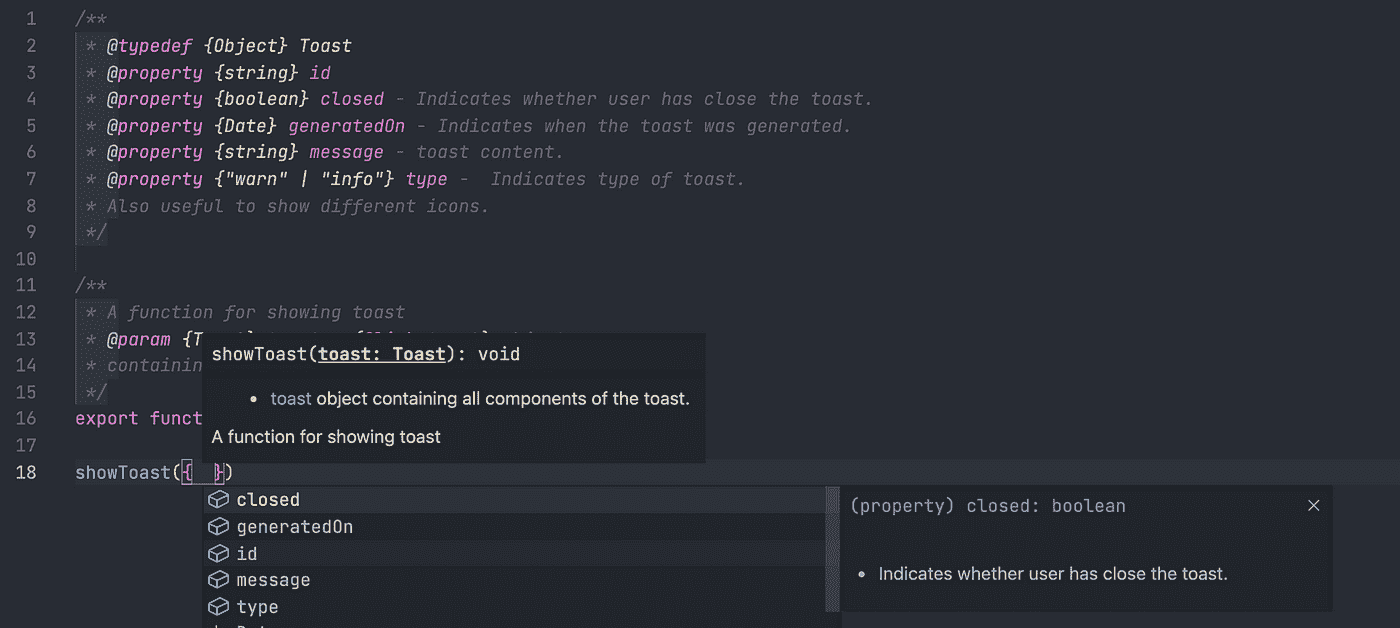 1 /**
2 * @typedef {Object} Toast
3 * @property {string} id
4 * @property {boolean} closed - Indicates whether user has close the toast.
5 * @property {Date} generatedOn - Indicates when the toast was generated.
6 * @property {string} message - toast content.
7 * @property {"warn" | "info"} type -  Indicates type of toast.
8 * Also useful to show different icons.
9 */
10
11 /**
12 * A function for showing toast
13 * @param {T
14 * containin
15 */
16 export funct
17
showToast(toast: Toast): void
• toast object containing all components of the toast.
A function for showing toast
18 showToast({  })
closed
generatedOn
id
message
type
(property) closed: boolean
• Indicates whether user has close the toast.